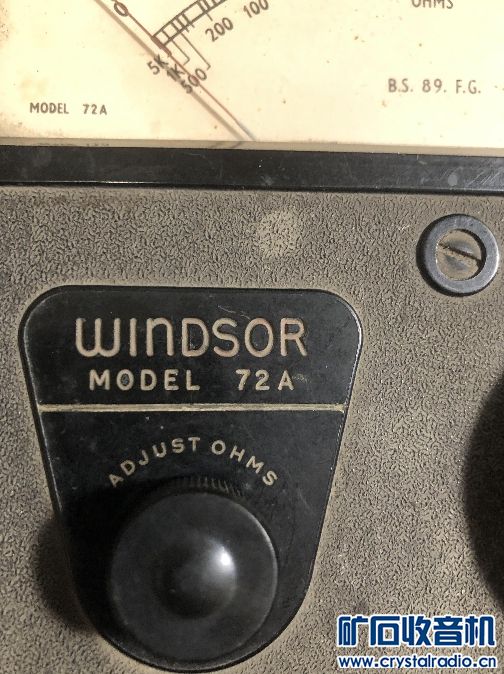 OHMS
0
5K 1K 500 200 100
B.S. 89. F.G.
MODEL 72A
WINDSOR
MODEL 72A
ADJUST OHMS
矿石收音机
www.crystalradio.cn